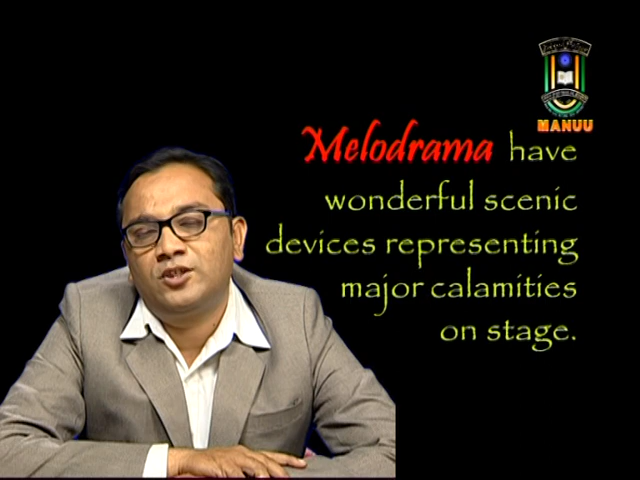 MANUU
Melodrama have
wonderful scenic
devices representing
major calamities
on stage.